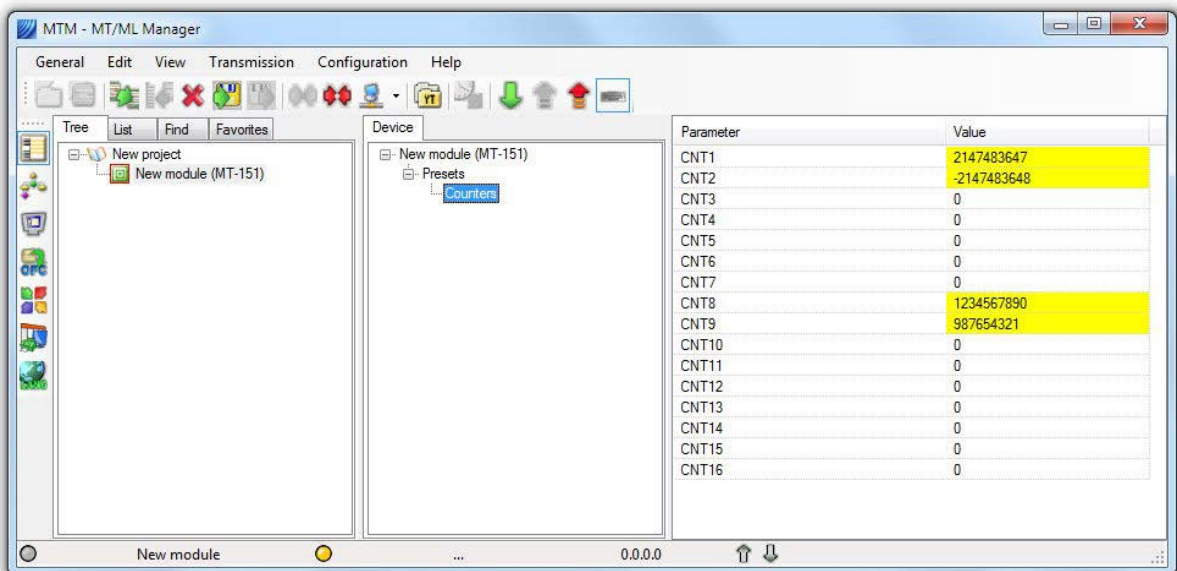 MTM - MT/ML Manager
General Edit View Transmission Configuration Help
YT
Tree List Find Favorites
New project
New module (MT-151)
Device
New module (MT-151)
Presets
Counters
Parameter Value
CNT1 2147483647
CNT2 -2147483648
CNT3 0
CNT4 0
CNT5 0
CNT6 0
CNT7 0
CNT8 1234567890
CNT9 987654321
CNT10 0
CNT11 0
CNT12 0
CNT13 0
CNT14 0
CNT15 0
CNT16 0
OPC
New module ... 0.0.0.0